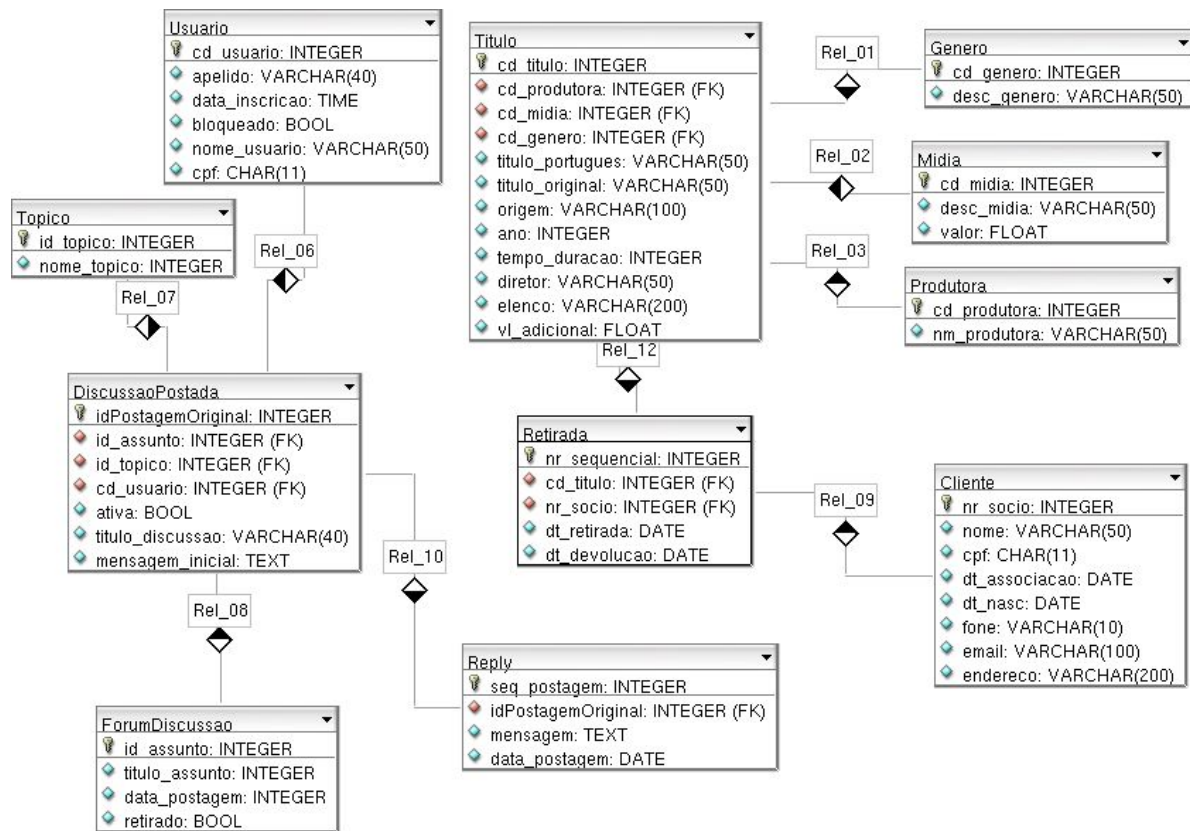 Usuario
cd_usuario: INTEGER
apelido: VARCHAR(40)
data_inscricao: TIME
bloqueado: BOOL
nome_usuario: VARCHAR(50)
cpf: CHAR(11)
Titulo
cd_titulo: INTEGER
cd_produtora: INTEGER (FK)
cd_midia: INTEGER (FK)
cd_genero: INTEGER (FK)
titulo_portugues: VARCHAR(50)
titulo_original: VARCHAR(50)
origem: VARCHAR(100)
ano: INTEGER
tempo_duracao: INTEGER
diretor: VARCHAR(50)
elenco: VARCHAR(200)
vl_adicional: FLOAT
Rel_01
Genero
cd_genero: INTEGER
desc_genero: VARCHAR(50)
Rel_02
Midia
cd_midia: INTEGER
desc_midia: VARCHAR(50)
valor: FLOAT
Rel_03
Produtora
cd_produtora: INTEGER
nm_produtora: VARCHAR(50)
Topico
id_topico: INTEGER
nome_topico: INTEGER
Rel_06
Rel_07
Rel_12
DiscussaoPostada
idPostagemOriginal: INTEGER
id_assunto: INTEGER (FK)
id_topico: INTEGER (FK)
cd_usuario: INTEGER (FK)
ativa: BOOL
titulo_discussao: VARCHAR(40)
mensagem_inicial: TEXT
Retirada
nr_sequencial: INTEGER
cd_titulo: INTEGER (FK)
nr_socio: INTEGER (FK)
dt_retirada: DATE
dt_devolucao: DATE
Rel_09
Cliente
nr_socio: INTEGER
nome: VARCHAR(50)
cpf: CHAR(11)
dt_associacao: DATE
dt_nasc: DATE
fone: VARCHAR(10)
email: VARCHAR(100)
endereco: VARCHAR(200)
Rel_10
Rel_08
Reply
seq_postagem: INTEGER
idPostagemOriginal: INTEGER (FK)
mensagem: TEXT
data_postagem: DATE
ForumDiscussao
id_assunto: INTEGER
titulo_assunto: INTEGER
data_postagem: INTEGER
retirado: BOOL